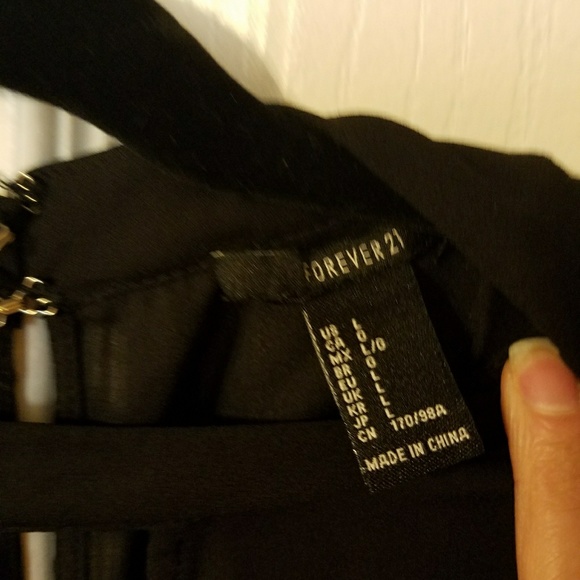 FOREVER 21
US L
CA L
MX L/G
BR G
EU L
UK L
KR L
JP L
CN 170/98A
MADE IN CHINA